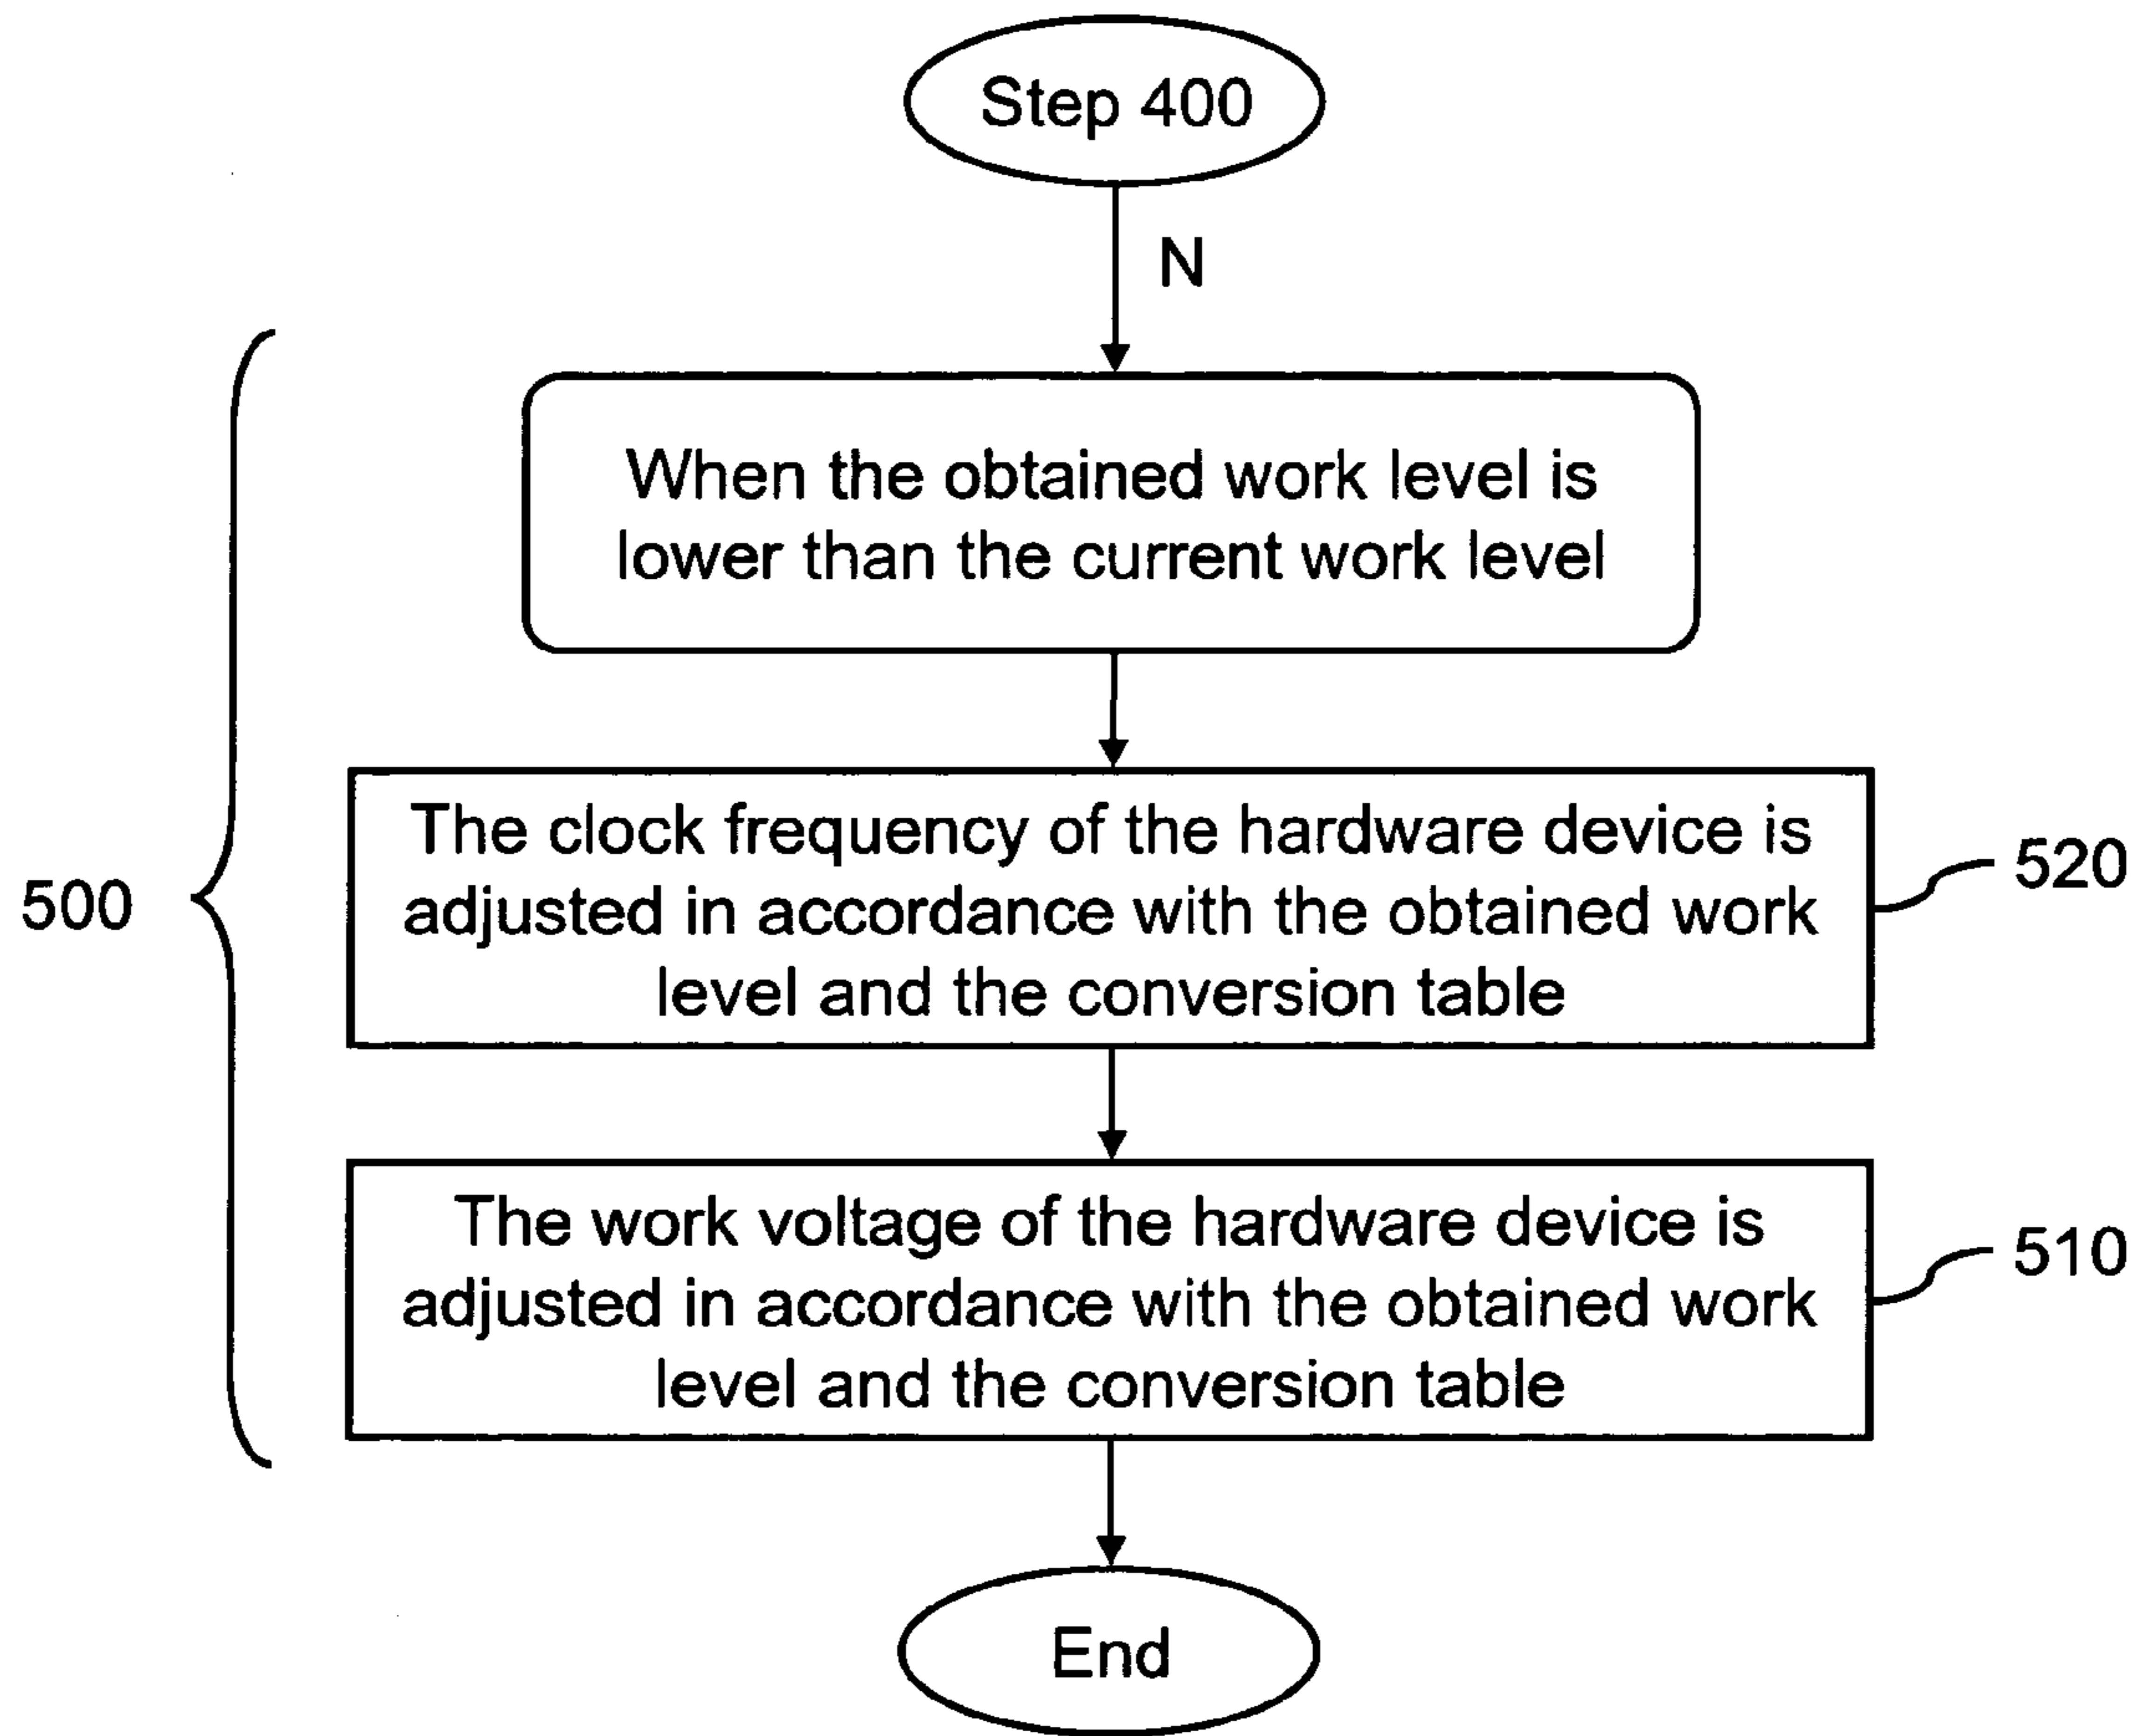 Step 400
N
When the obtained work level is
lower than the current work level
The clock frequency of the hardware device is
adjusted in accordance with the obtained work
level and the conversion table
520
500
The work voltage of the hardware device is
adjusted in accordance with the obtained work
level and the conversion table
510
End